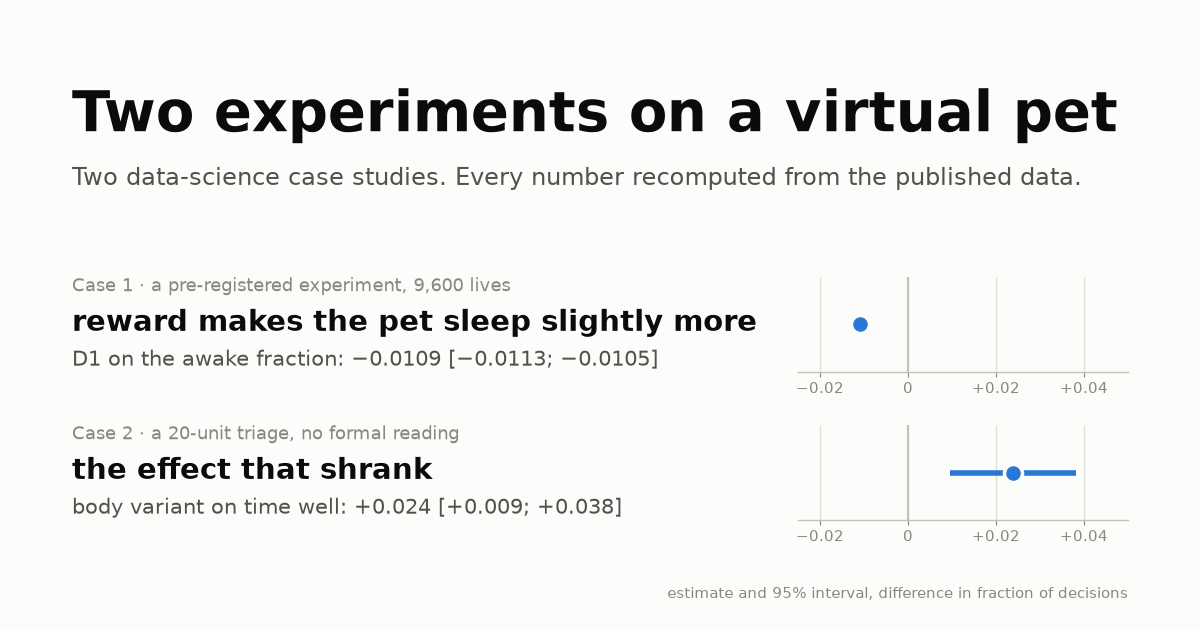 Two experiments on a virtual pet
Two data-science case studies. Every number recomputed from the published data.
Case 1 · a pre-registered experiment, 9,600 lives
reward makes the pet sleep slightly more
D1 on the awake fraction: −0.0109 [−0.0113; −0.0105]
−0.02 0 +0.02 +0.04
Case 2 · a 20-unit triage, no formal reading
the effect that shrank
body variant on time well: +0.024 [+0.009; +0.038]
−0.02 0 +0.02 +0.04
estimate and 95% interval, difference in fraction of decisions